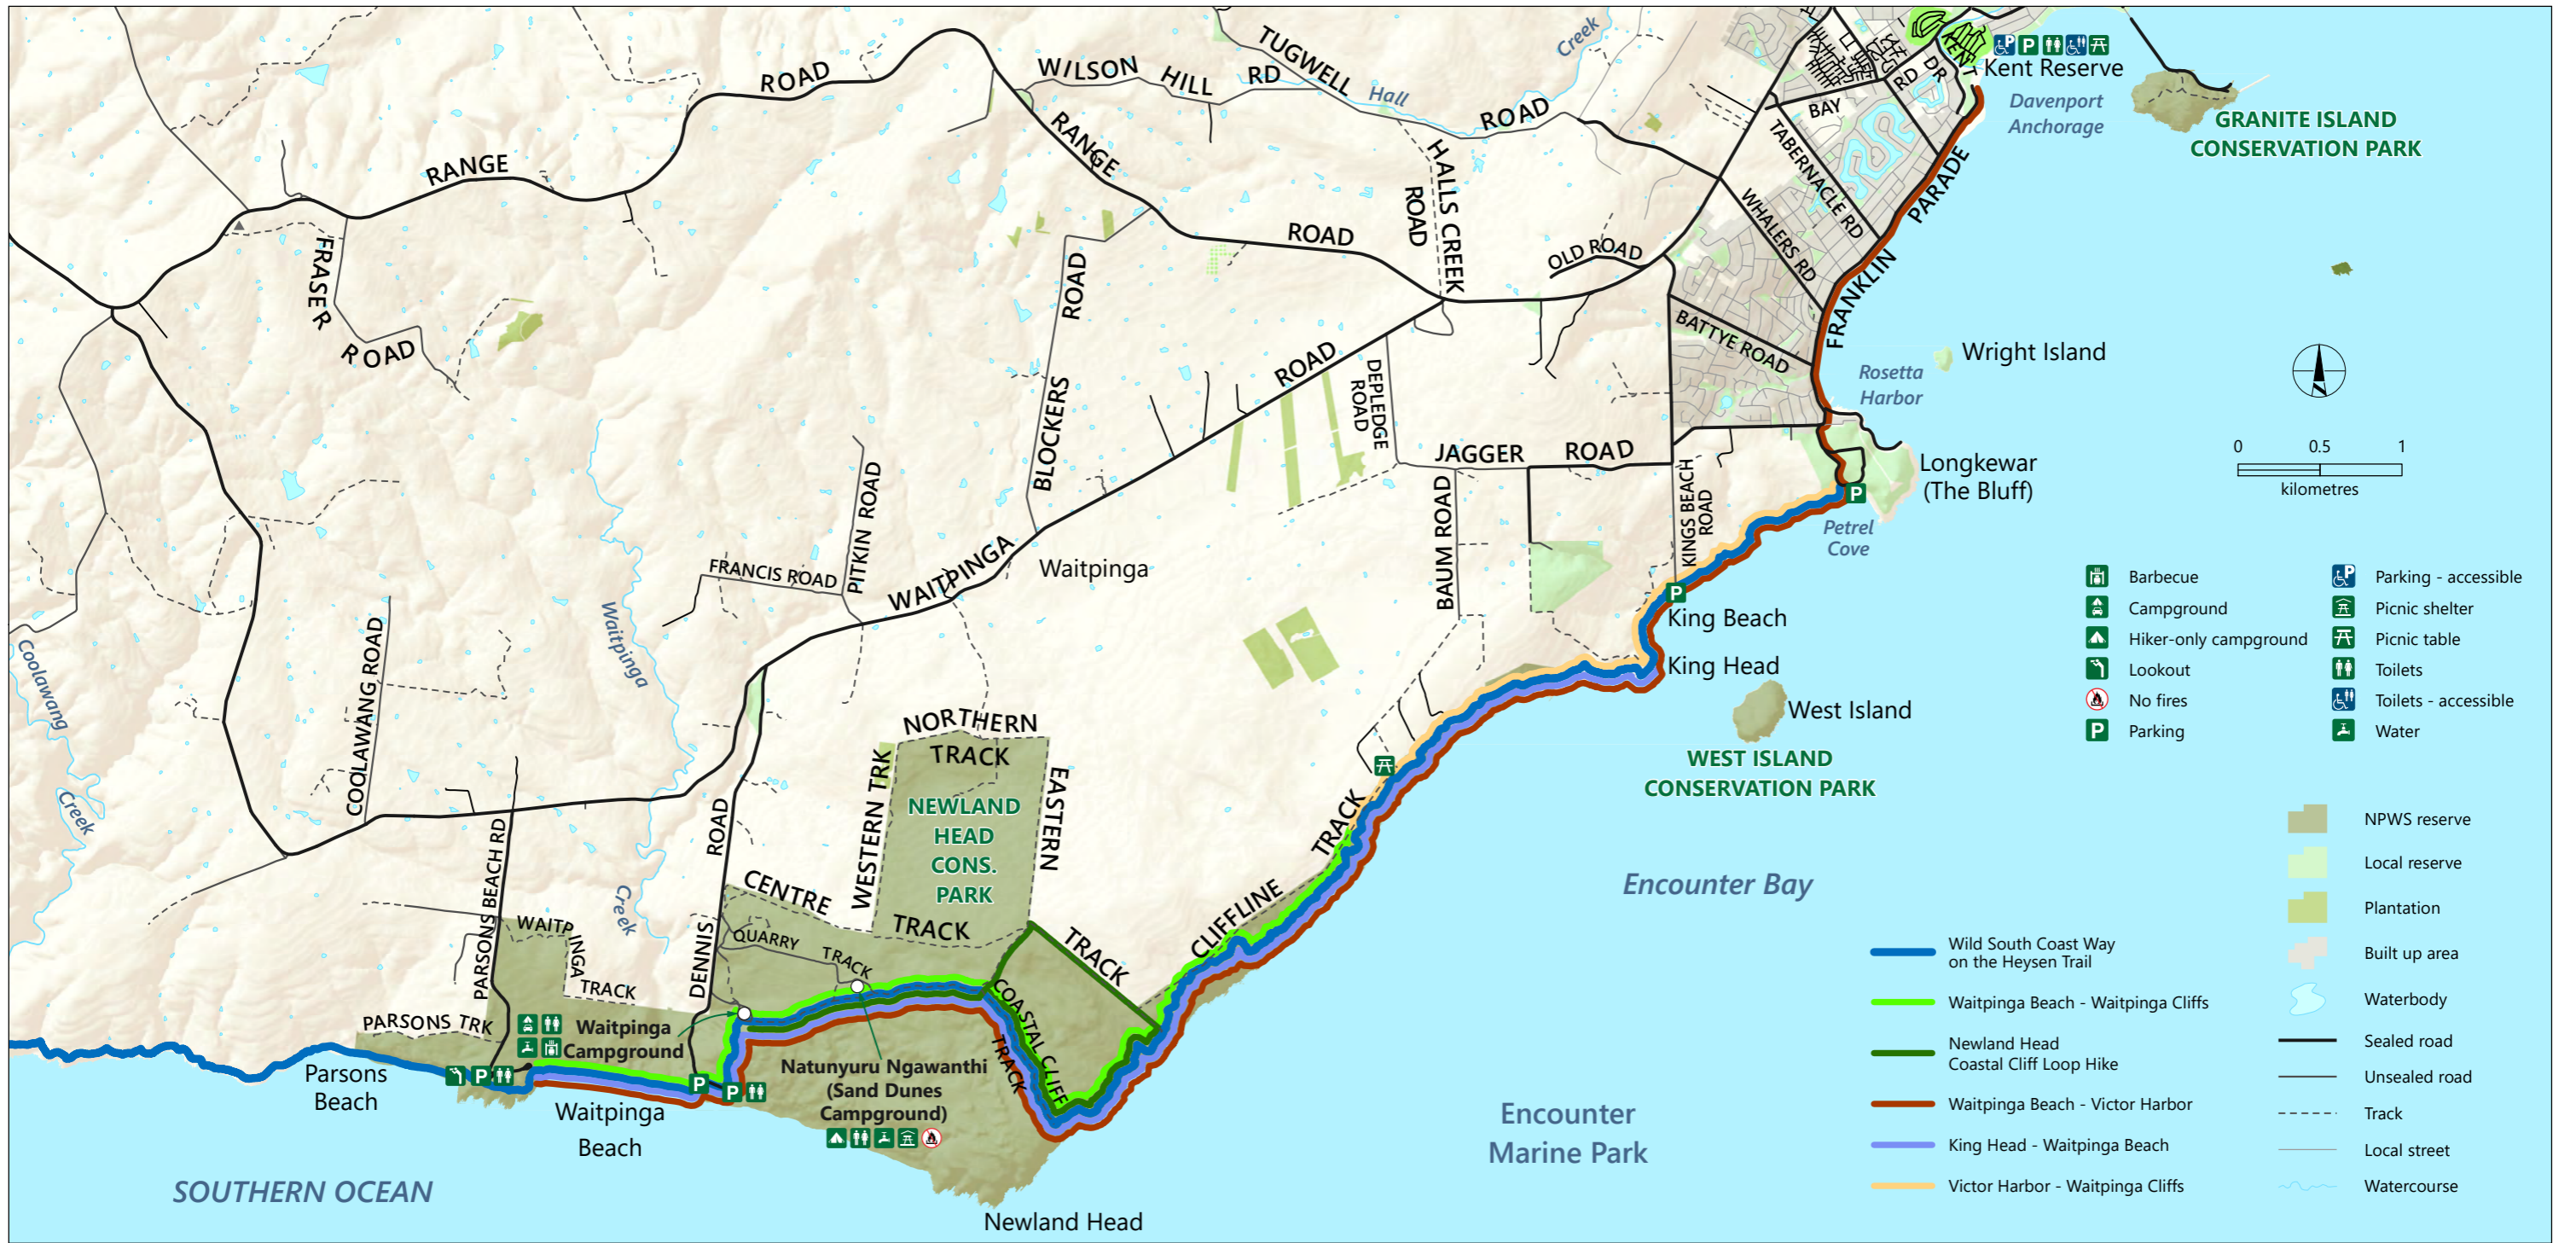 Kent Reserve
KENT
DR
RD
BAY
Davenport
Anchorage
GRANITE ISLAND
CONSERVATION PARK
TUGWELL
ROAD
Creek
Hall
WILSON HILL RD
ROAD
RANGE
RANGE
ROAD
HALLS CREEK
ROAD
OLD ROAD
TABERNACLE RD
WHALERS RD
FRANKLIN
PARADE
BATTYE ROAD
FRASER
ROAD
BLOCKERS
ROAD
Wright Island
Rosetta
Harbor
0 0.5 1
kilometres
DEPLEDGE
ROAD
JAGGER ROAD
WAITPINGA
ROAD
Waitpinga
BAUM ROAD
KINGS BEACH
ROAD
Longkewar
(The Bluff)
Petrel
Cove
P
P
FRANCIS ROAD
PITKIN ROAD
King Beach
King Head
West Island
WEST ISLAND
CONSERVATION PARK
Waitpinga
Creek
Coolawang
Creek
COOLAWANG ROAD
NORTHERN
TRACK
WESTERN TRK
EASTERN
NEWLAND
HEAD
CONS.
PARK
CENTRE
TRACK
QUARRY TRACK
DENNIS
ROAD
PARSONS BEACH RD
WAITPINGA
TRACK
PARSONS TRK
CLIFFLINE
TRACK
TRACK
COASTAL CLIFF
TRACK
Waitpinga
Campground
Natunyuru Ngawanthi
(Sand Dunes
Campground)
Parsons
Beach
P
Waitpinga
Beach
P
P
Newland Head
SOUTHERN OCEAN
Encounter Bay
Encounter
Marine Park
Barbecue
Campground
Hiker-only campground
Lookout
No fires
P Parking
P Parking - accessible
Picnic shelter
Picnic table
Toilets
Toilets - accessible
Water
Wild South Coast Way
on the Heysen Trail
Waitpinga Beach - Waitpinga Cliffs
Newland Head
Coastal Cliff Loop Hike
Waitpinga Beach - Victor Harbor
King Head - Waitpinga Beach
Victor Harbor - Waitpinga Cliffs
NPWS reserve
Local reserve
Plantation
Built up area
Waterbody
Sealed road
Unsealed road
Track
Local street
Watercourse